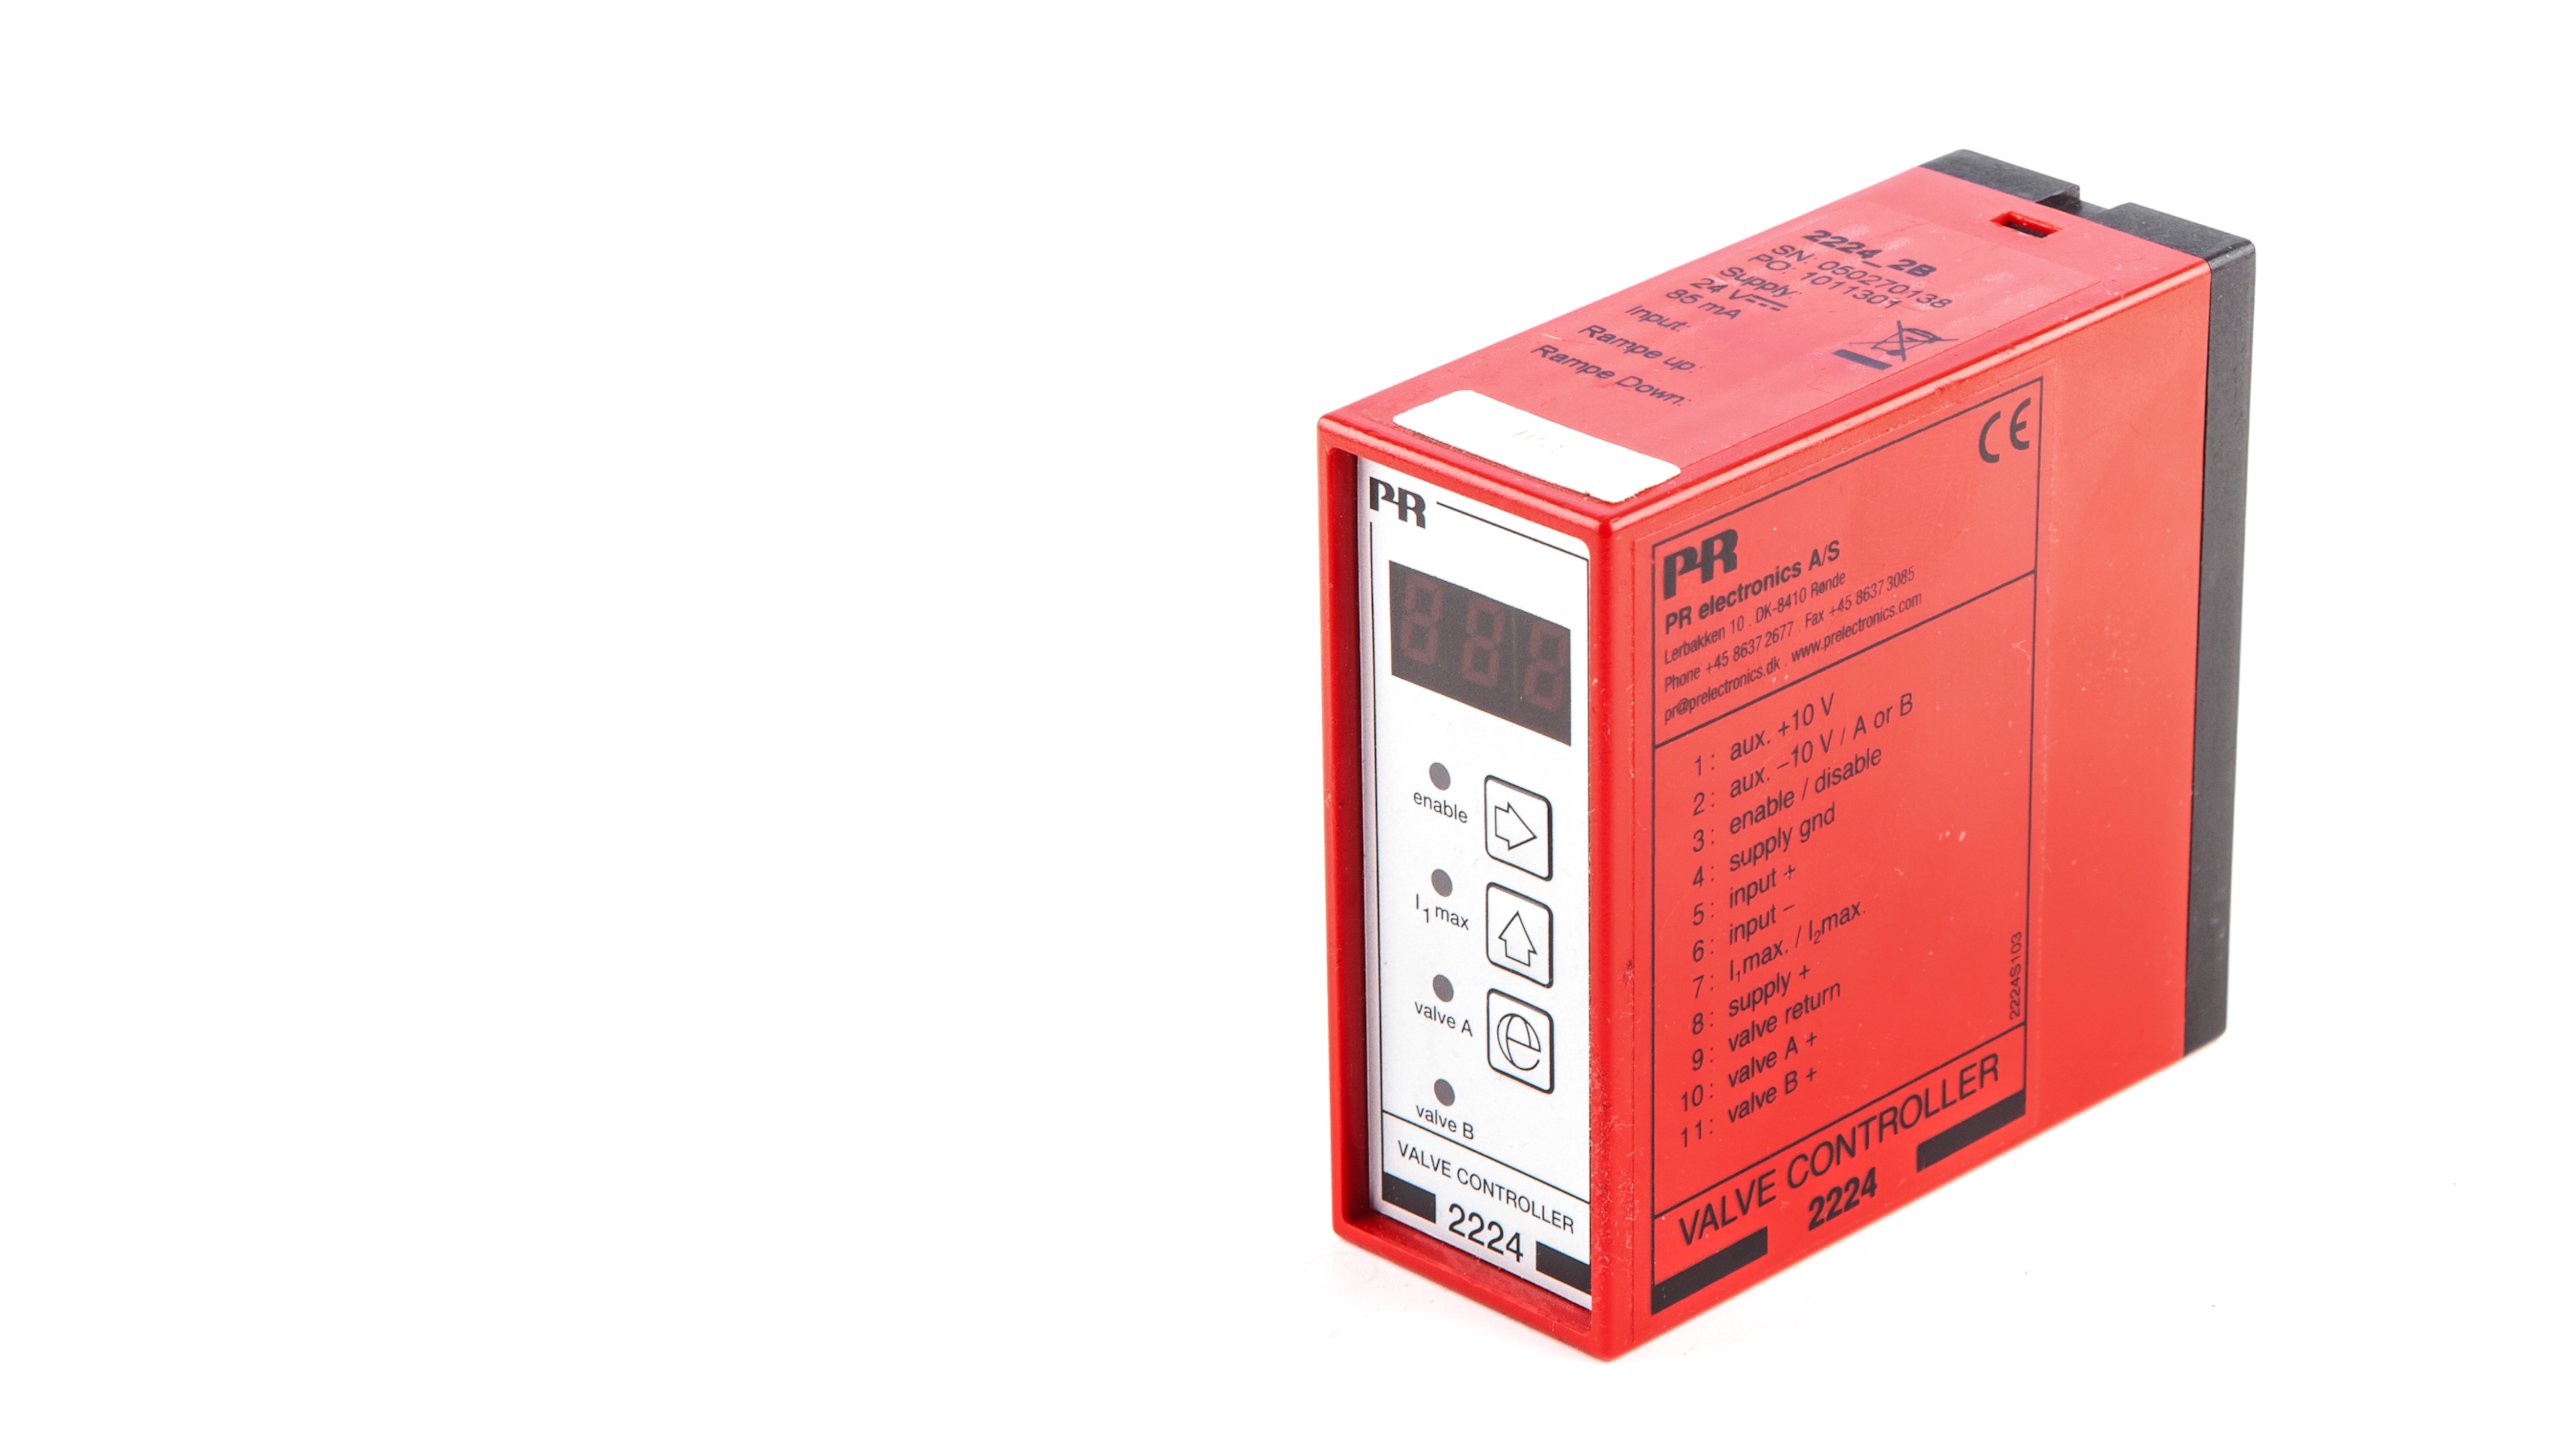 2224_2B
SN: 050270138
PO: 1011301
Supply:
24 V
85 mA
Input:
Rampe up:
Rampe Down:
PR
enable
I1 max
valve A
valve B
VALVE CONTROLLER
2224
CE
PR
PR electronics A/S
Lerbakken 10 . DK-8410 Rønde
Phone +45 8637 2677 . Fax +45 8637 3085
pr@prelectronics.dk . www.prelectronics.com
1: aux. +10 V
2: aux. –10 V / A or B
3: enable / disable
4: supply gnd
5: input +
6: input –
7: I1max. / I2max.
8: supply +
9: valve return
10: valve A +
11: valve B +
2224S103
VALVE CONTROLLER
2224